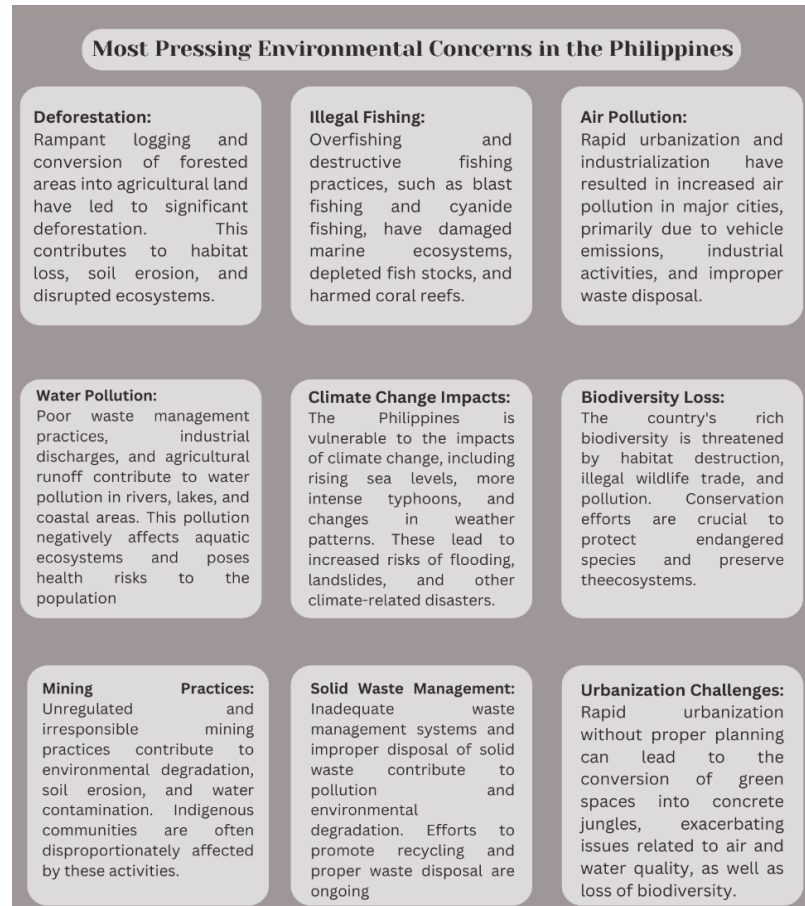 Most Pressing Environmental Concerns in the Philippines
Deforestation:
Rampant logging and
conversion of forested
areas into agricultural land
have led to significant
deforestation. This
contributes to habitat
loss, soil erosion, and
disrupted ecosystems.
Illegal Fishing:
Overfishing and
destructive fishing
practices, such as blast
fishing and cyanide
fishing, have damaged
marine ecosystems,
depleted fish stocks, and
harmed coral reefs.
Air Pollution:
Rapid urbanization and
industrialization have
resulted in increased air
pollution in major cities,
primarily due to vehicle
emissions, industrial
activities, and improper
waste disposal.
Water Pollution:
Poor waste management
practices, industrial
discharges, and agricultural
runoff contribute to water
pollution in rivers, lakes, and
coastal areas. This pollution
negatively affects aquatic
ecosystems and poses
health risks to the
population
Climate Change Impacts:
The Philippines is
vulnerable to the impacts
of climate change, including
rising sea levels, more
intense typhoons, and
changes in weather
patterns. These lead to
increased risks of flooding,
landslides, and other
climate-related disasters.
Biodiversity Loss:
The country's rich
biodiversity is threatened
by habitat destruction,
illegal wildlife trade, and
pollution. Conservation
efforts are crucial to
protect endangered
species and preserve
theecosystems.
Mining Practices:
Unregulated and
irresponsible mining
practices contribute to
environmental degradation,
soil erosion, and water
contamination. Indigenous
communities are often
disproportionately affected
by these activities.
Solid Waste Management:
Inadequate waste
management systems and
improper disposal of solid
waste contribute to
pollution and
environmental
degradation. Efforts to
promote recycling and
proper waste disposal are
ongoing
Urbanization Challenges:
Rapid urbanization
without proper planning
can lead to the
conversion of green
spaces into concrete
jungles, exacerbating
issues related to air and
water quality, as well as
loss of biodiversity.